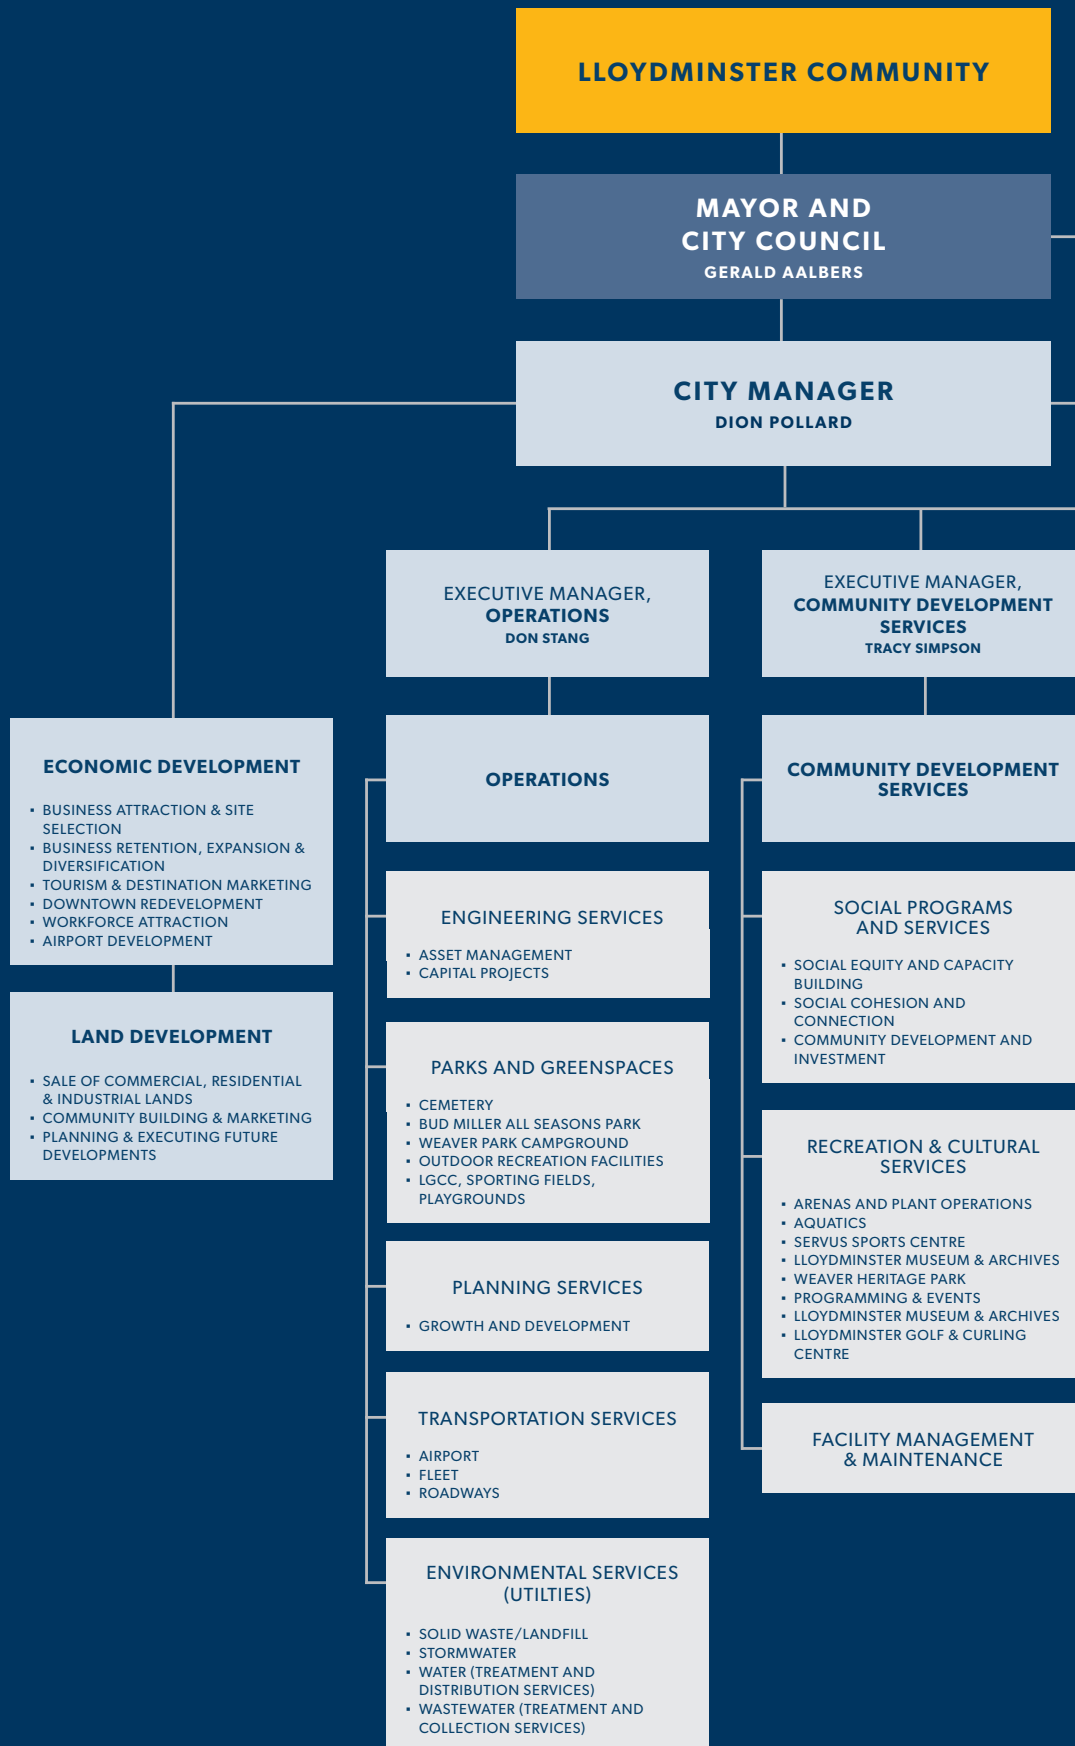 LLOYDMINSTER COMMUNITY
MAYOR AND
CITY COUNCIL
GERALD AALBERS
CITY MANAGER
DION POLLARD
EXECUTIVE MANAGER,
OPERATIONS
DON STANG
EXECUTIVE MANAGER,
COMMUNITY DEVELOPMENT
SERVICES
TRACY SIMPSON
ECONOMIC DEVELOPMENT
▪ BUSINESS ATTRACTION & SITE
SELECTION
▪ BUSINESS RETENTION, EXPANSION &
DIVERSIFICATION
▪ TOURISM & DESTINATION MARKETING
▪ DOWNTOWN REDEVELOPMENT
▪ WORKFORCE ATTRACTION
▪ AIRPORT DEVELOPMENT
LAND DEVELOPMENT
▪ SALE OF COMMERCIAL, RESIDENTIAL
& INDUSTRIAL LANDS
▪ COMMUNITY BUILDING & MARKETING
▪ PLANNING & EXECUTING FUTURE
DEVELOPMENTS
OPERATIONS
ENGINEERING SERVICES
▪ ASSET MANAGEMENT
▪ CAPITAL PROJECTS
PARKS AND GREENSPACES
▪ CEMETERY
▪ BUD MILLER ALL SEASONS PARK
▪ WEAVER PARK CAMPGROUND
▪ OUTDOOR RECREATION FACILITIES
▪ LGCC, SPORTING FIELDS,
PLAYGROUNDS
PLANNING SERVICES
▪ GROWTH AND DEVELOPMENT
TRANSPORTATION SERVICES
▪ AIRPORT
▪ FLEET
▪ ROADWAYS
ENVIRONMENTAL SERVICES
(UTILTIES)
▪ SOLID WASTE/LANDFILL
▪ STORMWATER
▪ WATER (TREATMENT AND
DISTRIBUTION SERVICES)
▪ WASTEWATER (TREATMENT AND
COLLECTION SERVICES)
COMMUNITY DEVELOPMENT
SERVICES
SOCIAL PROGRAMS
AND SERVICES
▪ SOCIAL EQUITY AND CAPACITY
BUILDING
▪ SOCIAL COHESION AND
CONNECTION
▪ COMMUNITY DEVELOPMENT AND
INVESTMENT
RECREATION & CULTURAL
SERVICES
▪ ARENAS AND PLANT OPERATIONS
▪ AQUATICS
▪ SERVUS SPORTS CENTRE
▪ LLOYDMINSTER MUSEUM & ARCHIVES
▪ WEAVER HERITAGE PARK
▪ PROGRAMMING & EVENTS
▪ LLOYDMINSTER MUSEUM & ARCHIVES
▪ LLOYDMINSTER GOLF & CURLING
CENTRE
FACILITY MANAGEMENT
& MAINTENANCE